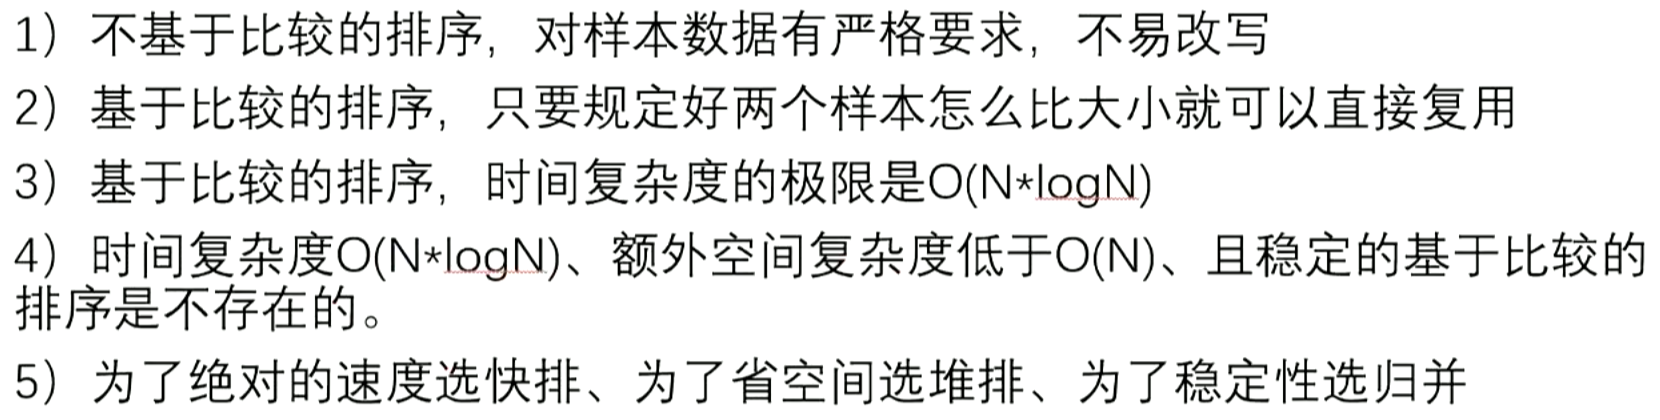 1）不基于比较的排序，对样本数据有严格要求，不易改写
2）基于比较的排序，只要规定好两个样本怎么比大小就可以直接复用
3）基于比较的排序，时间复杂度的极限是O(N*logN)
4）时间复杂度O(N*logN)、额外空间复杂度低于O(N)、且稳定的基于比较的
排序是不存在的。
5）为了绝对的速度选快排、为了省空间选堆排、为了稳定性选归并